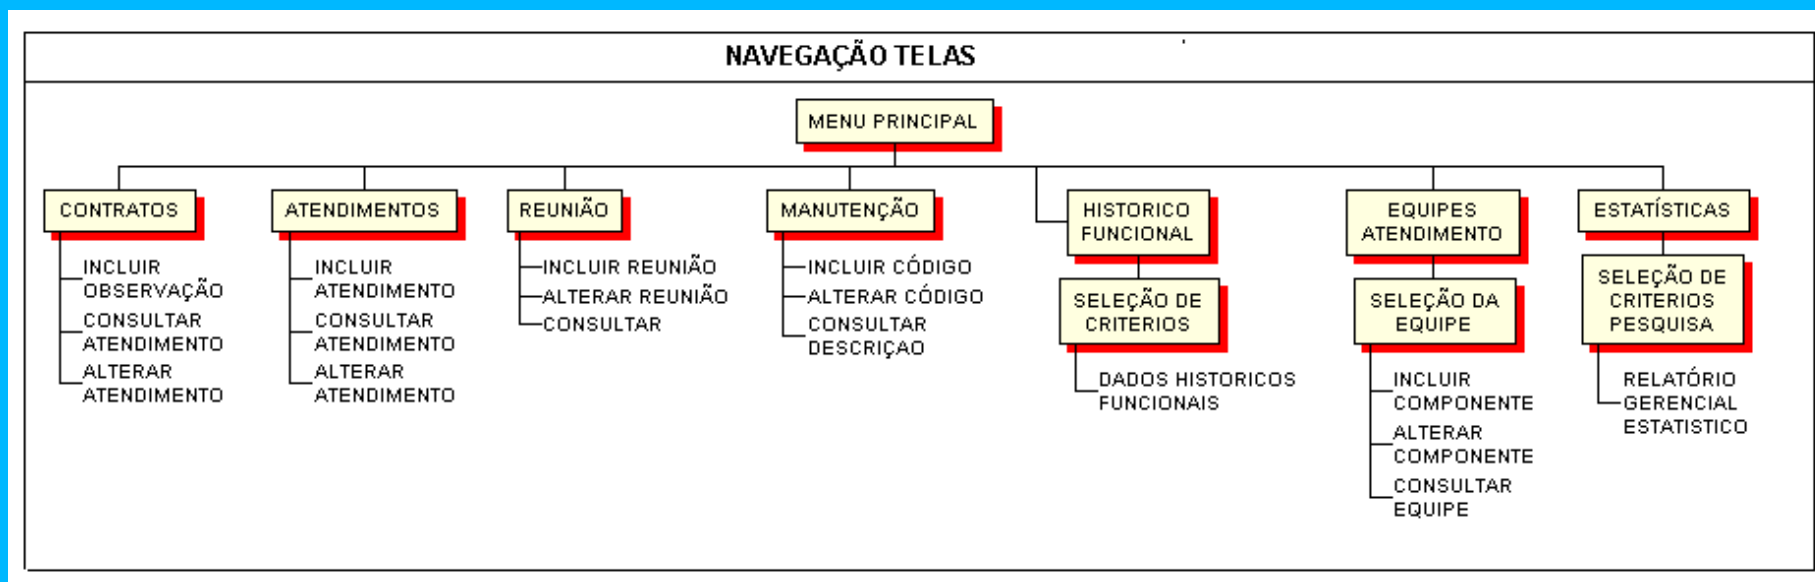 NAVEGAÇÃO TELAS
MENU PRINCIPAL
CONTRATOS
INCLUIR
OBSERVAÇÃO
CONSULTAR
ATENDIMENTO
ALTERAR
ATENDIMENTO
ATENDIMENTOS
INCLUIR
ATENDIMENTO
CONSULTAR
ATENDIMENTO
ALTERAR
ATENDIMENTO
REUNIÃO
INCLUIR REUNIÃO
ALTERAR REUNIÃO
CONSULTAR
MANUTENÇÃO
INCLUIR CÓDIGO
ALTERAR CÓDIGO
CONSULTAR
DESCRIÇAO
HISTORICO
FUNCIONAL
SELEÇÃO DE
CRITERIOS
DADOS HISTORICOS
FUNCIONAIS
EQUIPES
ATENDIMENTO
SELEÇÃO DA
EQUIPE
INCLUIR
COMPONENTE
ALTERAR
COMPONENTE
CONSULTAR
EQUIPE
ESTATÍSTICAS
SELEÇÃO DE
CRITERIOS
PESQUISA
RELATÓRIO
GERENCIAL
ESTATISTICO